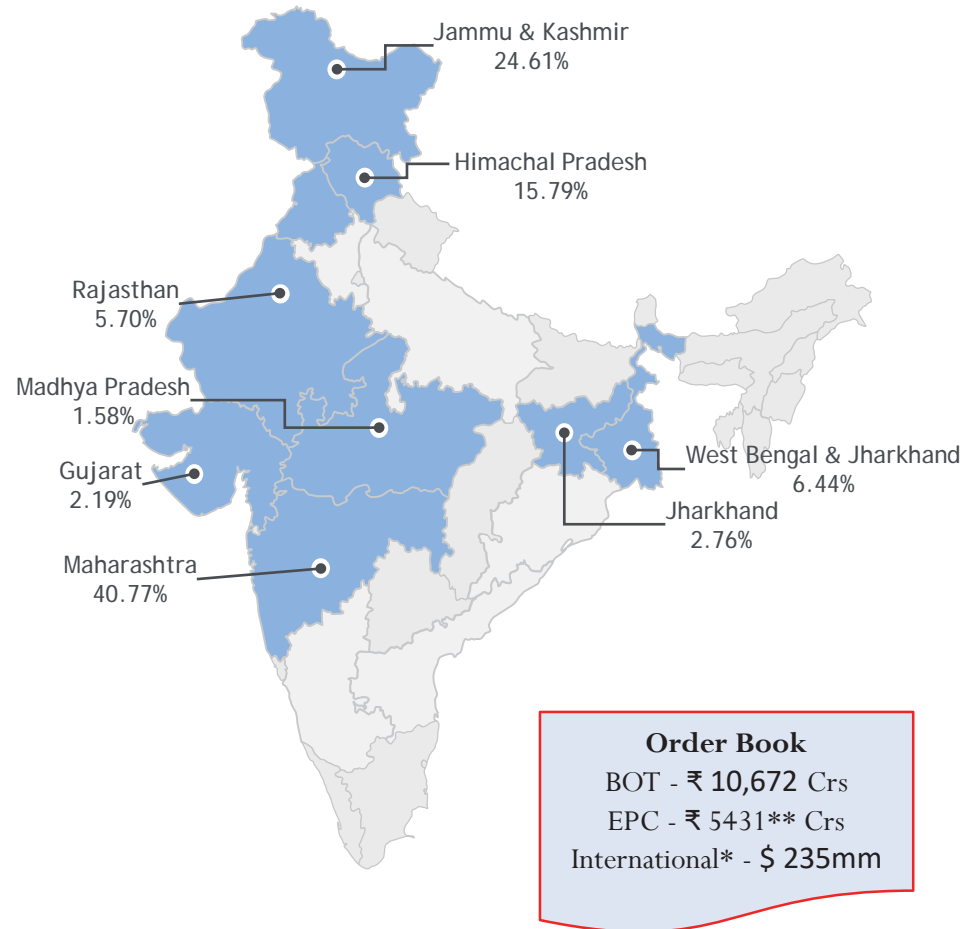 Jammu & Kashmir
24.61%
Himachal Pradesh
15.79%
Rajasthan
5.70%
Madhya Pradesh
1.58%
Gujarat
2.19%
West Bengal & Jharkhand
6.44%
Jharkhand
2.76%
Maharashtra
40.77%
Order Book
BOT - ₹ 10,672 Crs
EPC - ₹ 5431** Crs
International* - $ 235mm